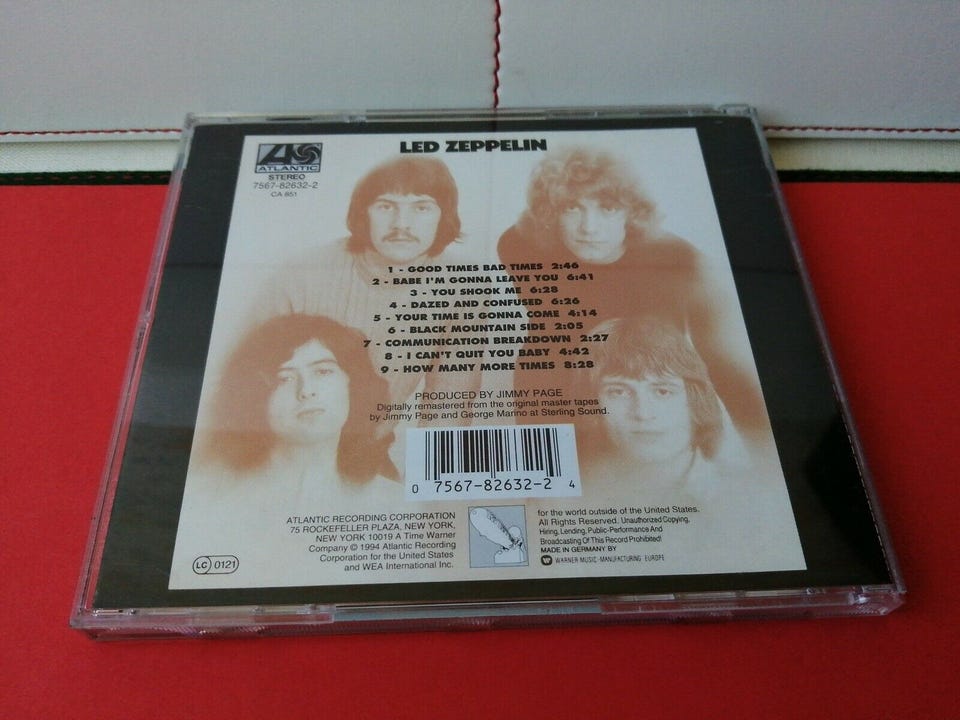 LED ZEPPELIN
ATLANTIC
STEREO
7567-82632-2
CA 851
1 - GOOD TIMES BAD TIMES 2:46
2 - BABE I'M GONNA LEAVE YOU 6:41
3 - YOU SHOOK ME 6:28
4 - DAZED AND CONFUSED 6:26
5 - YOUR TIME IS GONNA COME 4:14
6 - BLACK MOUNTAIN SIDE 2:05
7 - COMMUNICATION BREAKDOWN 2:27
8 - I CAN'T QUIT YOU BABY 4:42
9 - HOW MANY MORE TIMES 8:28
PRODUCED BY JIMMY PAGE
Digitally remastered from the original master tapes
by Jimmy Page and George Marino at Sterling Sound.
0 7567-82632-2 4
ATLANTIC RECORDING CORPORATION
75 ROCKEFELLER PLAZA, NEW YORK,
NEW YORK 10019 A Time Warner
Company © 1994 Atlantic Recording
Corporation for the United States
and WEA International Inc.
for the world outside of the United States.
All Rights Reserved. Unauthorized Copying,
Hiring, Lending, Public-Performance And
Broadcasting Of This Record Prohibited!
MADE IN GERMANY BY
WARNER MUSIC-MANUFACTURING EUROPE
LC 0121